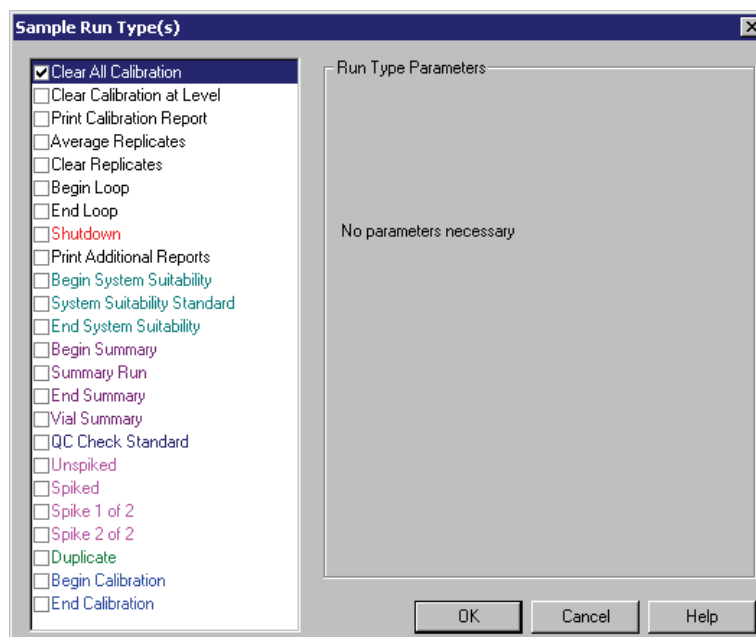 Sample Run Type(s)
Clear All Calibration
Clear Calibration at Level
Print Calibration Report
Average Replicates
Clear Replicates
Begin Loop
End Loop
Shutdown
Print Additional Reports
Begin System Suitability
System Suitability Standard
End System Suitability
Begin Summary
Summary Run
End Summary
Vial Summary
QC Check Standard
Unspiked
Spiked
Spike 1 of 2
Spike 2 of 2
Duplicate
Begin Calibration
End Calibration
Run Type Parameters
No parameters necessary
OK Cancel Help